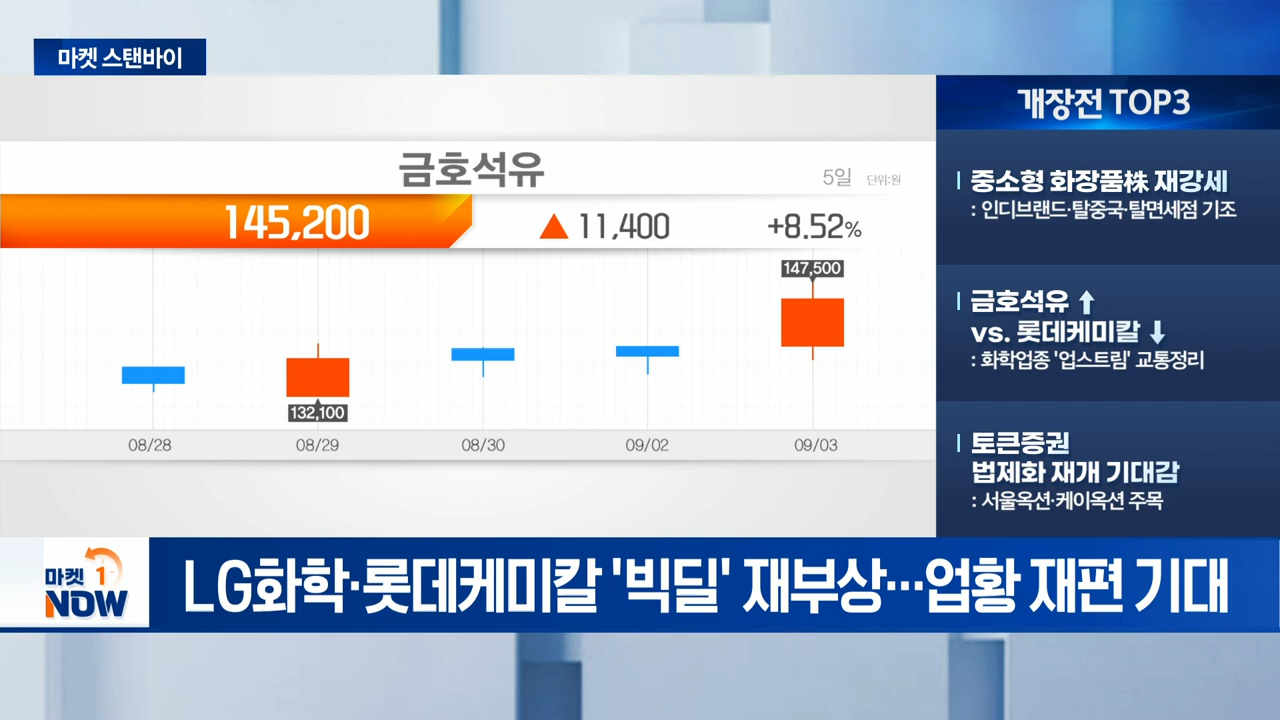 마켓 스탠바이
금호석유
5일 단위:원
145,200 ▲ 11,400 +8.52%
147,500
132,100
08/28 08/29 08/30 09/02 09/03
개장전 TOP3
중소형 화장품株 재강세
: 인디브랜드·탈중국·탈면세점 기조
금호석유 ⬆
vs. 롯데케미칼 ⬇
: 화학업종 '업스트림' 교통정리
토큰증권
법제화 재개 기대감
: 서울옥션·케이옥션 주목
마켓 1
NOW
LG화학·롯데케미칼 '빅딜' 재부상…업황 재편 기대